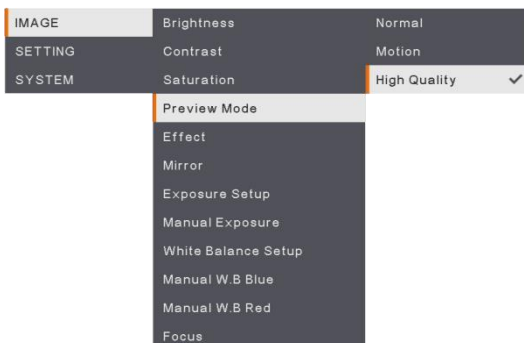 IMAGE
SETTING
SYSTEM
Brightness
Contrast
Saturation
Preview Mode
Effect
Mirror
Exposure Setup
Manual Exposure
White Balance Setup
Manual W.B Blue
Manual W.B Red
Focus
Normal
Motion
High Quality ✓